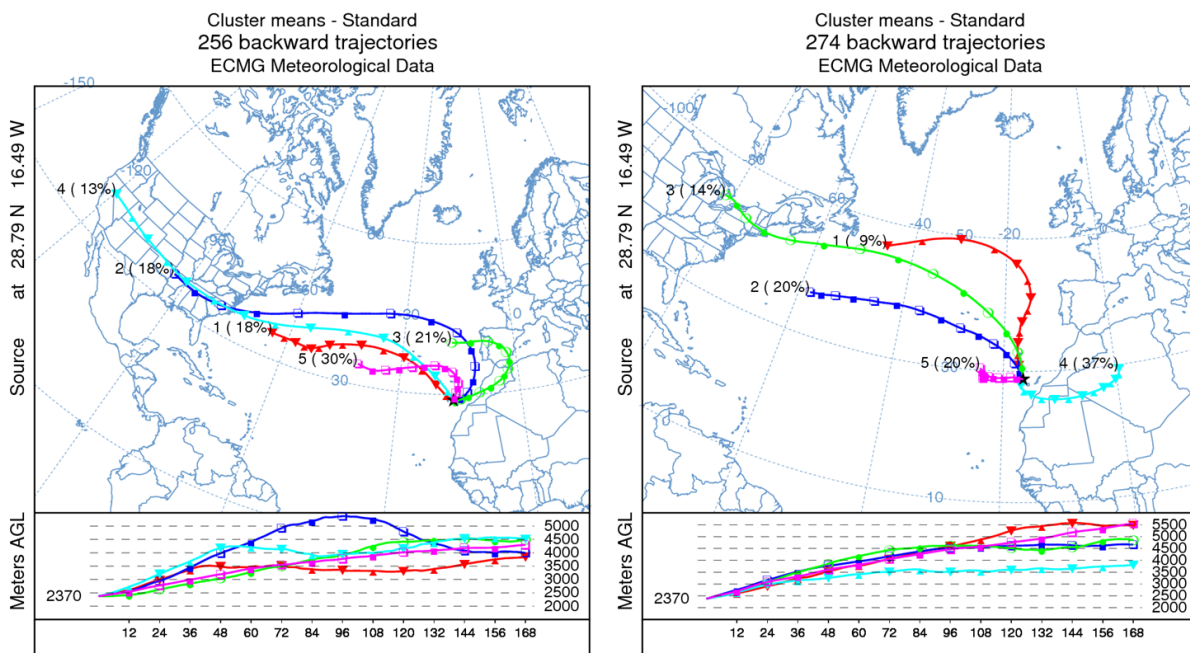 Cluster means - Standard
256 backward trajectories
ECMG Meteorological Data
Source at 28.79 N 16.49 W
-150
120
90
60
60
30
30
0
4 ( 13%)
2 ( 18%)
1 ( 18%)
3 ( 21%)
5 ( 30%)
Meters AGL
2370
5000
4500
4000
3500
3000
2500
2000
12 24 36 48 60 72 84 96 108 120 132 144 156 168
Cluster means - Standard
274 backward trajectories
ECMG Meteorological Data
Source at 28.79 N 16.49 W
-100
80
60
-40
50
-20
10
3 ( 14%)
1 ( 9%)
2 ( 20%)
5 ( 20%)
4 ( 37%)
Meters AGL
2370
5500
5000
4500
4000
3500
3000
2500
2000
12 24 36 48 60 72 84 96 108 120 132 144 156 168